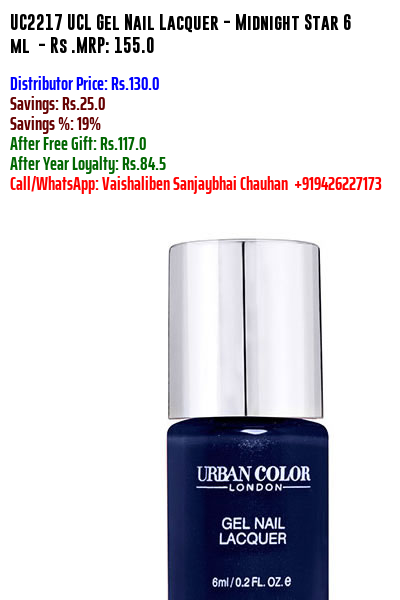 UC2217 UCL Gel Nail Lacquer - Midnight Star 6
ml - Rs .MRP: 155.0
Distributor Price: Rs.130.0
Savings: Rs.25.0
Savings %: 19%
After Free Gift: Rs.117.0
After Year Loyalty: Rs.84.5
Call/WhatsApp: Vaishaliben Sanjaybhai Chauhan +919426227173
URBAN COLOR
LONDON
GEL NAIL
LACQUER
6ml/0.2 FL. OZ. e